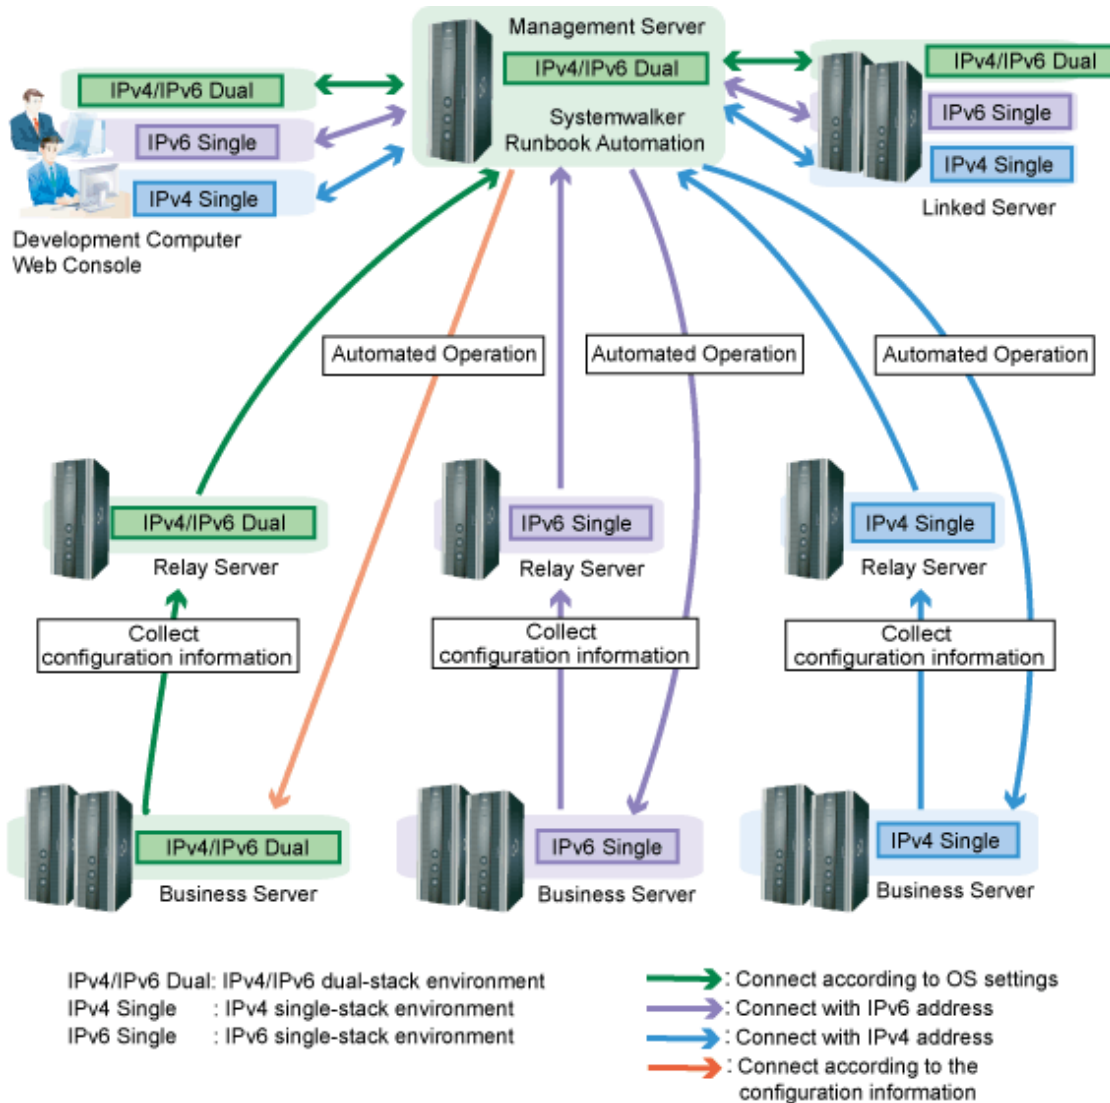 Management Server
IPv4/IPv6 Dual
Systemwalker
Runbook Automation
IPv4/IPv6 Dual
IPv6 Single
IPv4 Single
Development Computer
Web Console
IPv4/IPv6 Dual
IPv6 Single
IPv4 Single
Linked Server
Automated Operation
Automated Operation
Automated Operation
IPv4/IPv6 Dual
Relay Server
IPv6 Single
Relay Server
IPv4 Single
Relay Server
Collect
configuration information
Collect
configuration information
Collect
configuration information
IPv4/IPv6 Dual
Business Server
IPv6 Single
Business Server
IPv4 Single
Business Server
IPv4/IPv6 Dual: IPv4/IPv6 dual-stack environment
IPv4 Single : IPv4 single-stack environment
IPv6 Single : IPv6 single-stack environment
: Connect according to OS settings
: Connect with IPv6 address
: Connect with IPv4 address
: Connect according to the
configuration information